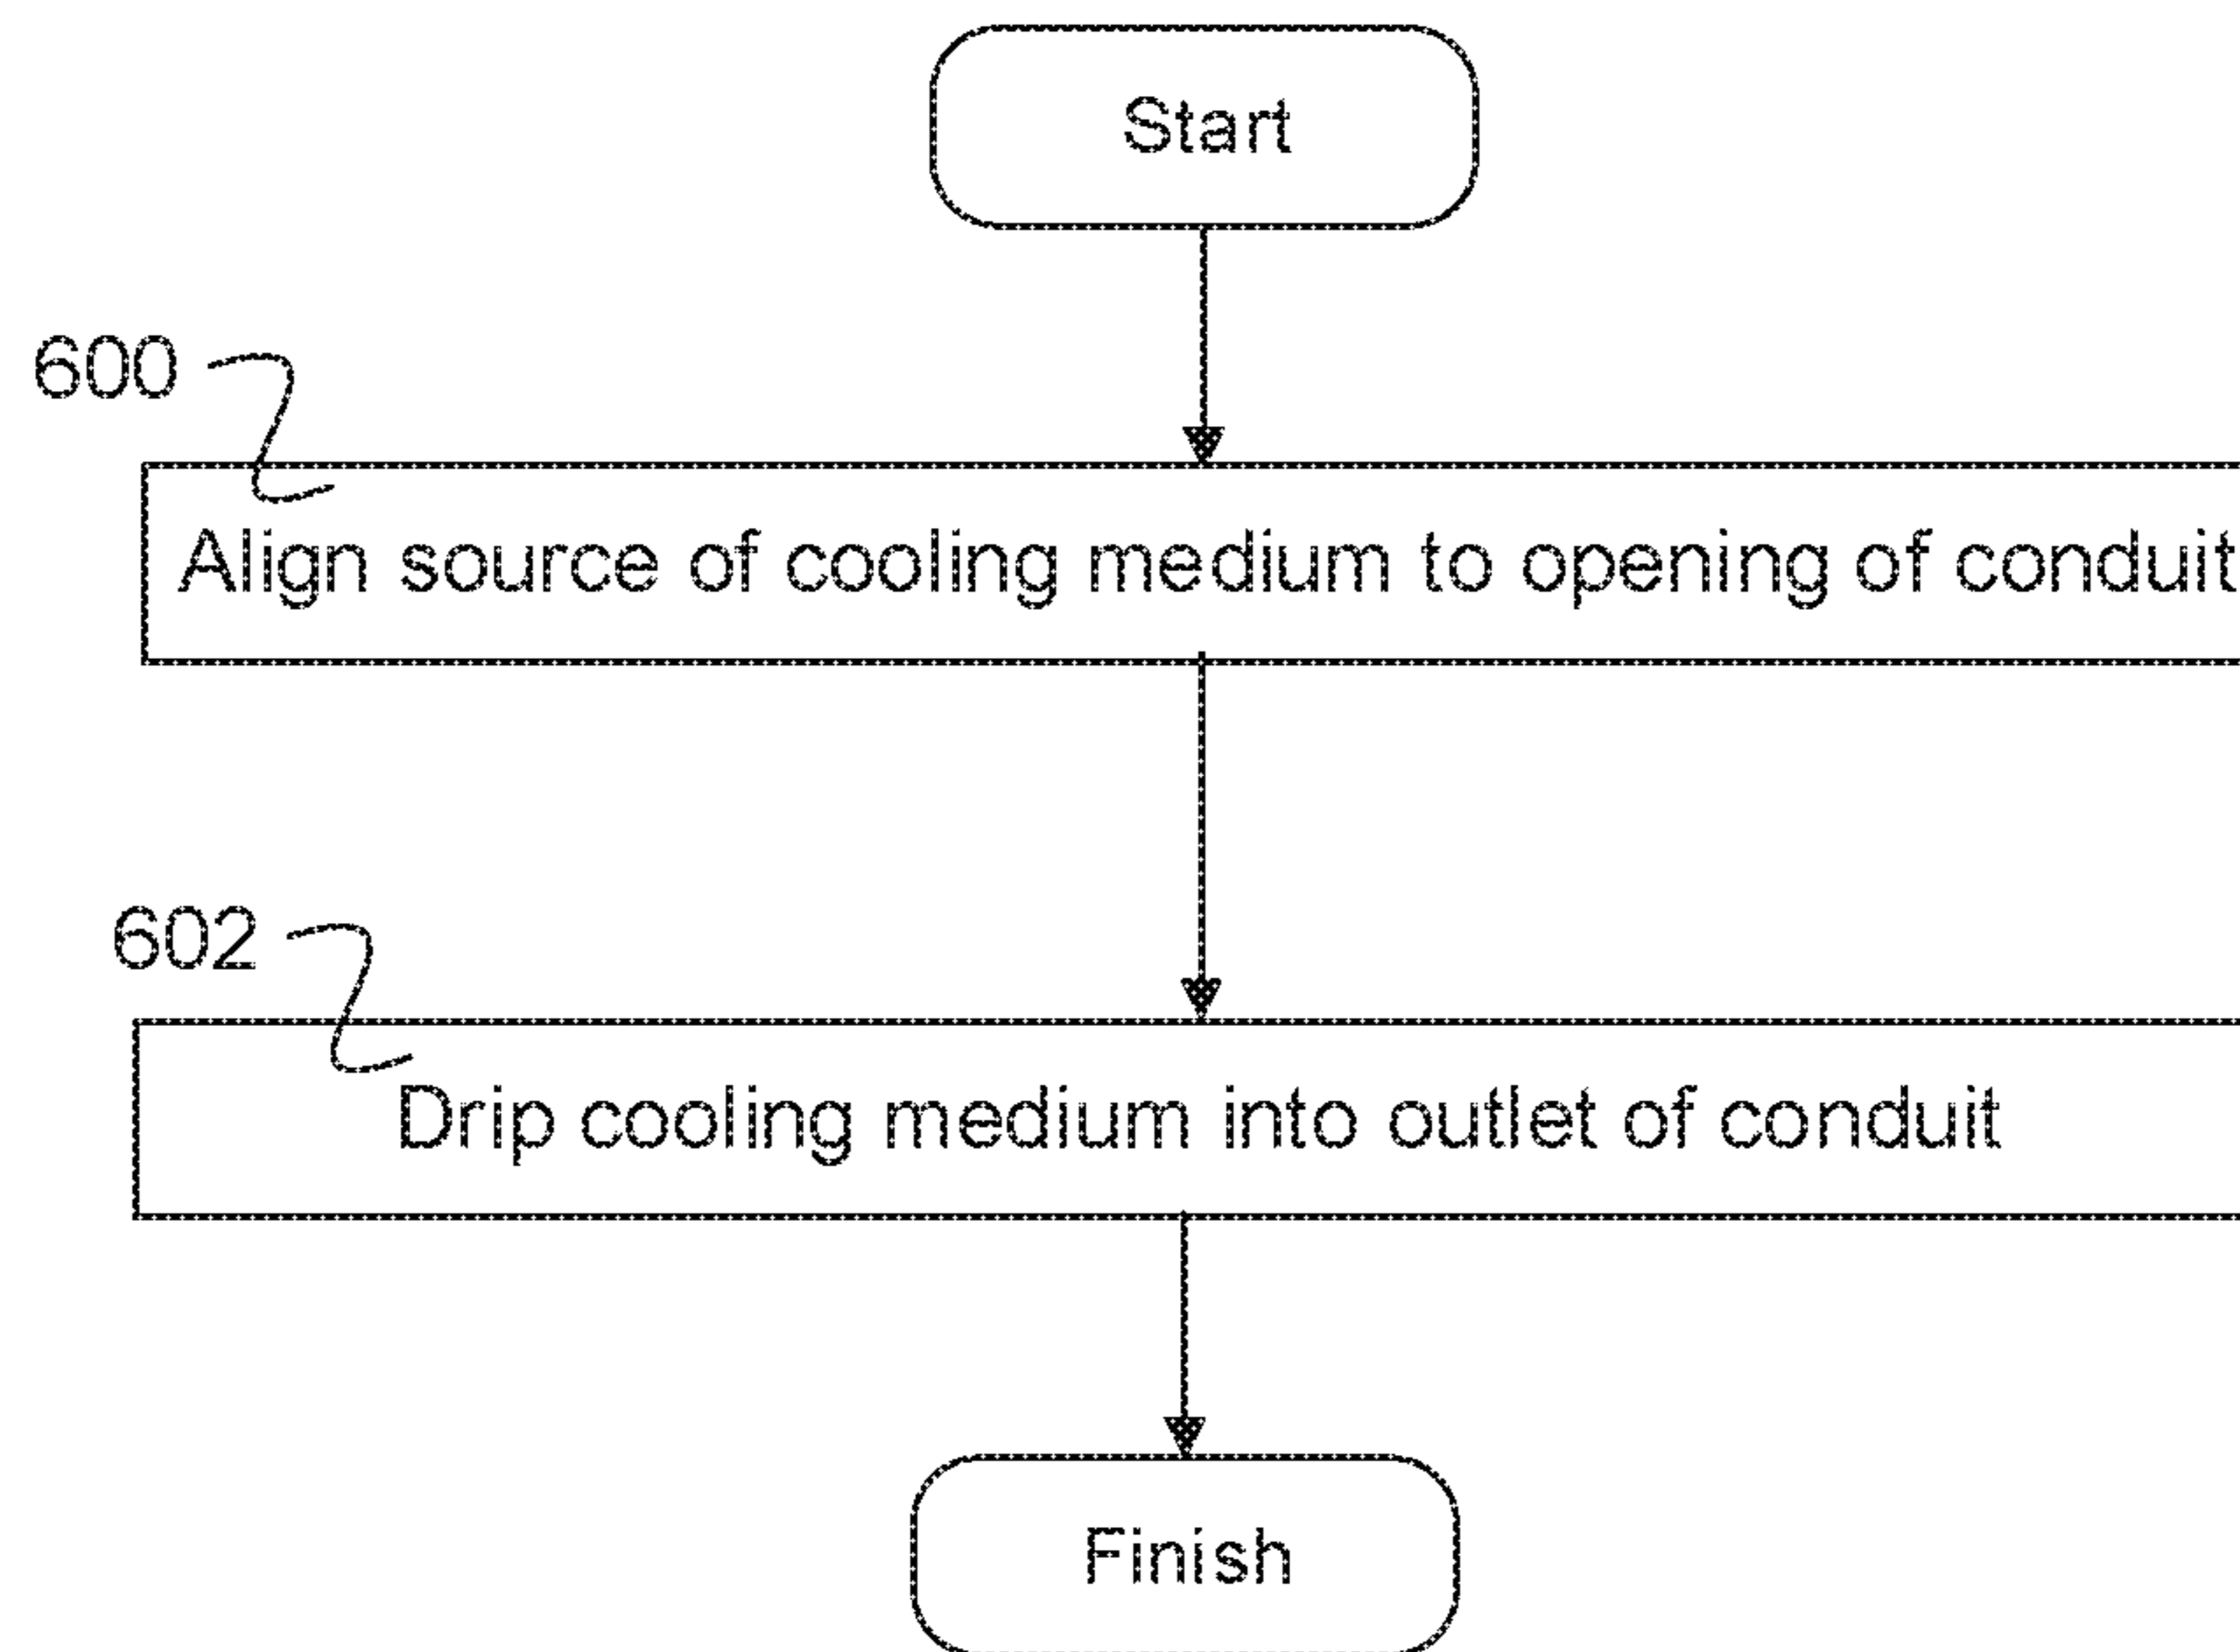 Start
600
Align source of cooling medium to opening of conduit
602
Drip cooling medium into outlet of conduit
Finish